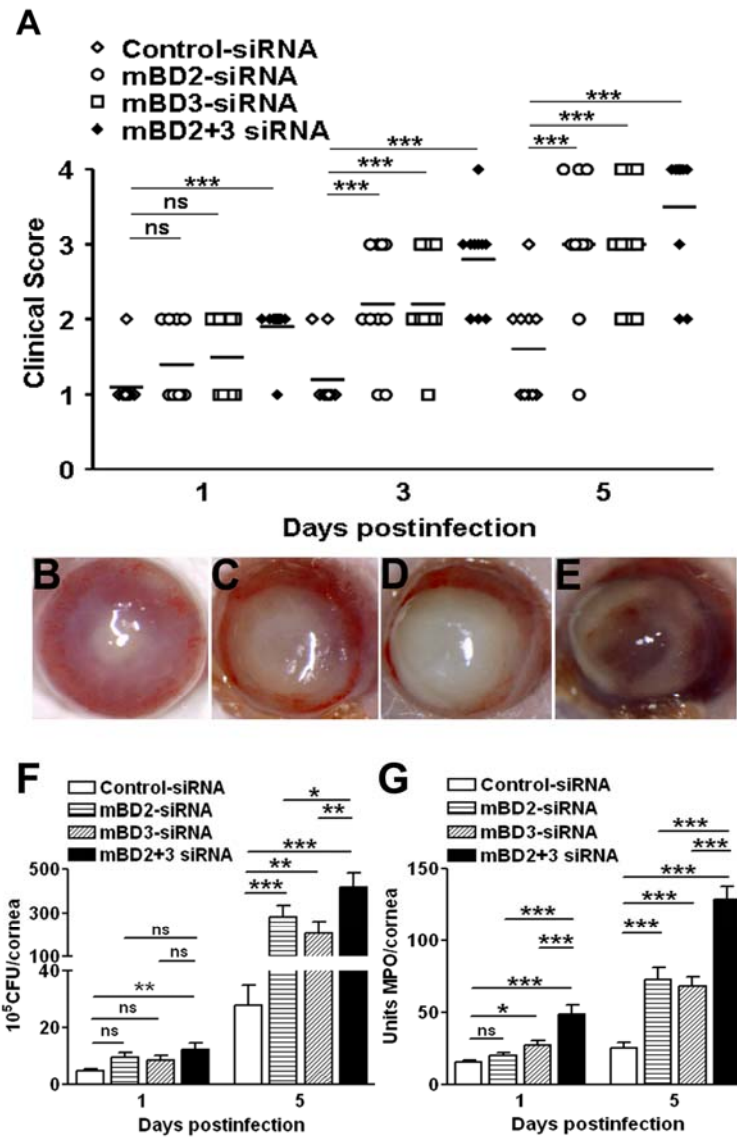 A
Control-siRNA
mBD2-siRNA
mBD3-siRNA
mBD2+3 siRNA
*** *** ***
*** *** ***
*** ns ns
*** *** ***
4
3
2
1
0
Clinical Score
1 3 5
Days postinfection
B C D E
F
Control-siRNA
mBD2-siRNA
mBD3-siRNA
mBD2+3 siRNA
*
**
***
**
***
ns
ns
**
ns
ns
500
300
100
40
20
0
10⁵CFU/cornea
1 5
Days postinfection
G
Control-siRNA
mBD2-siRNA
mBD3-siRNA
mBD2+3 siRNA
***
***
***
***
***
***
***
***
*
ns
150
100
50
0
Units MPO/cornea
1 5
Days postinfection